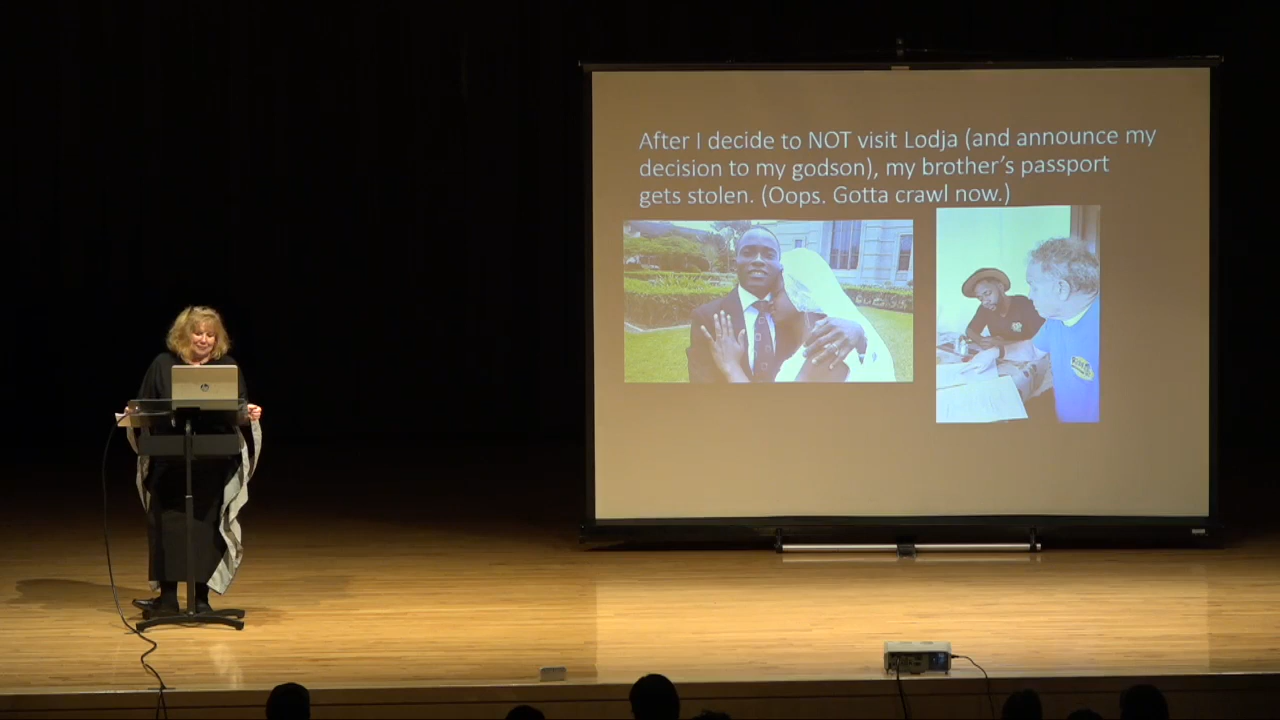 After I decide to NOT visit Lodja (and announce my
decision to my godson), my brother's passport
gets stolen. (Oops. Gotta crawl now.)
hp